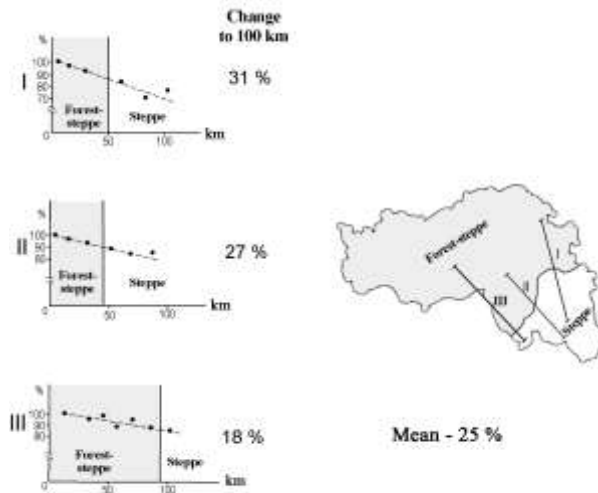 Change
to 100 km
%
100
90
80
70
0
I
Forest-
steppe
Steppe
50
100
km
31 %
%
100
90
80
0
II
Forest-
steppe
Steppe
50
100
km
27 %
%
100
90
80
0
III
Forest-
steppe
Steppe
50
100
km
18 %
Forest-steppe
I
II
III
Steppe
Mean - 25 %